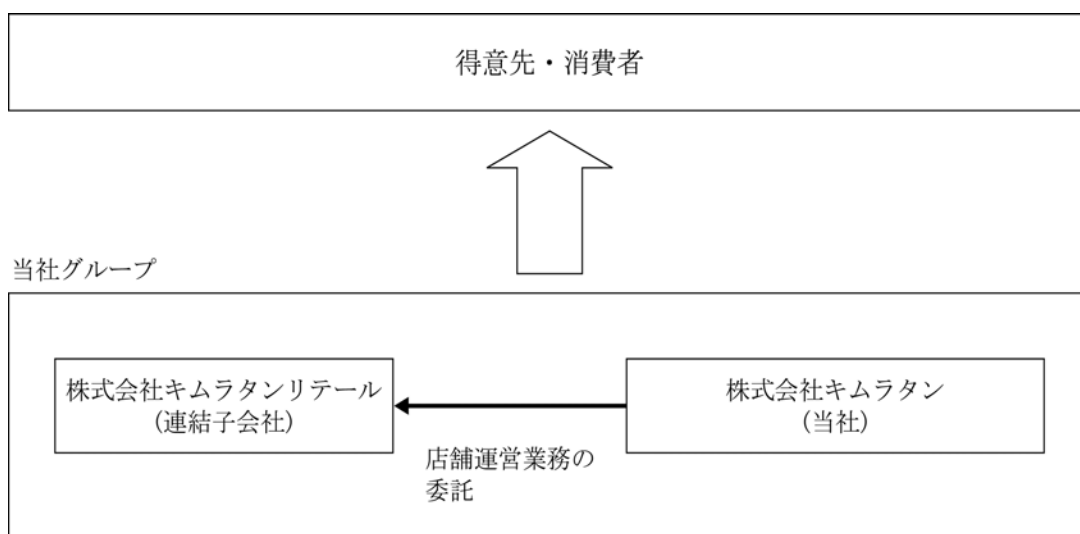 得意先・消費者
当社グループ
株式会社キムラタンリテール
(連結子会社)
株式会社キムラタン
(当社)
店舗運営業務の
委託